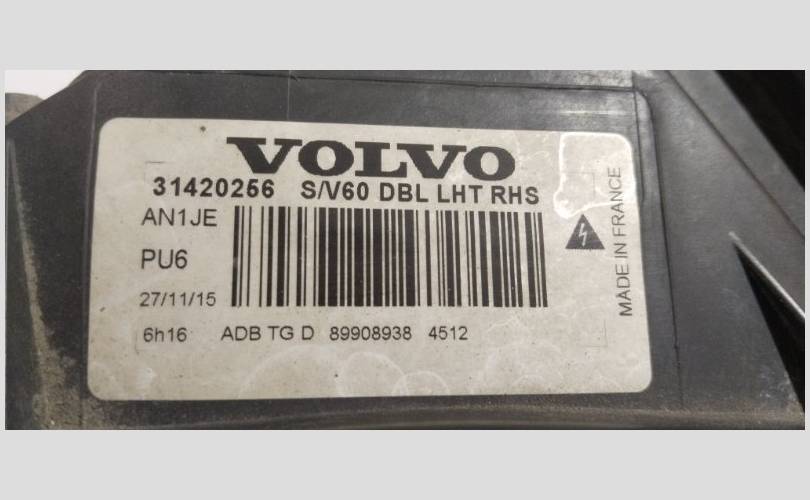 VOLVO
31420256 S/V60 DBL LHT RHS
AN1JE
PU6
27/11/15
6h16 ADB TG D 89908938 4512
MADE IN FRANCE